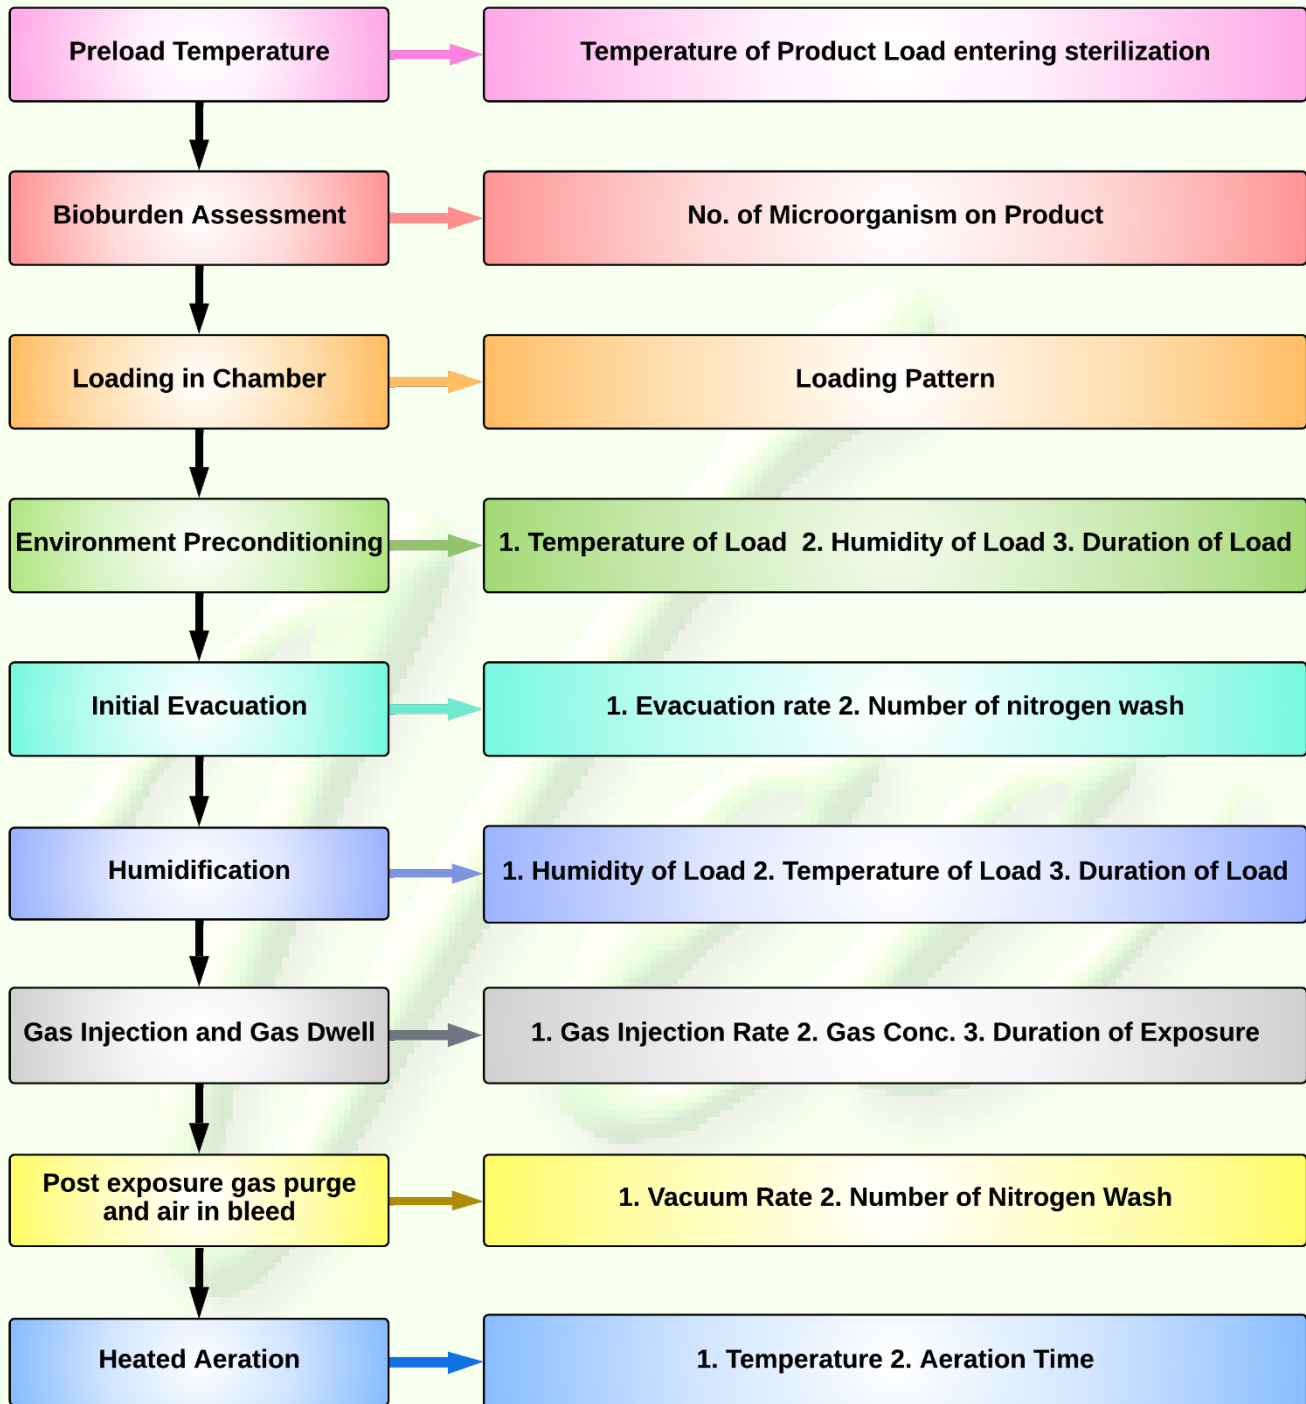 Preload Temperature
Temperature of Product Load entering sterilization
Bioburden Assessment
No. of Microorganism on Product
Loading in Chamber
Loading Pattern
Environment Preconditioning
1. Temperature of Load  2. Humidity of Load 3. Duration of Load
Initial Evacuation
1. Evacuation rate 2. Number of nitrogen wash
Humidification
1. Humidity of Load 2. Temperature of Load 3. Duration of Load
Gas Injection and Gas Dwell
1. Gas Injection Rate 2. Gas Conc. 3. Duration of Exposure
Post exposure gas purge
and air in bleed
1. Vacuum Rate 2. Number of Nitrogen Wash
Heated Aeration
1. Temperature 2. Aeration Time